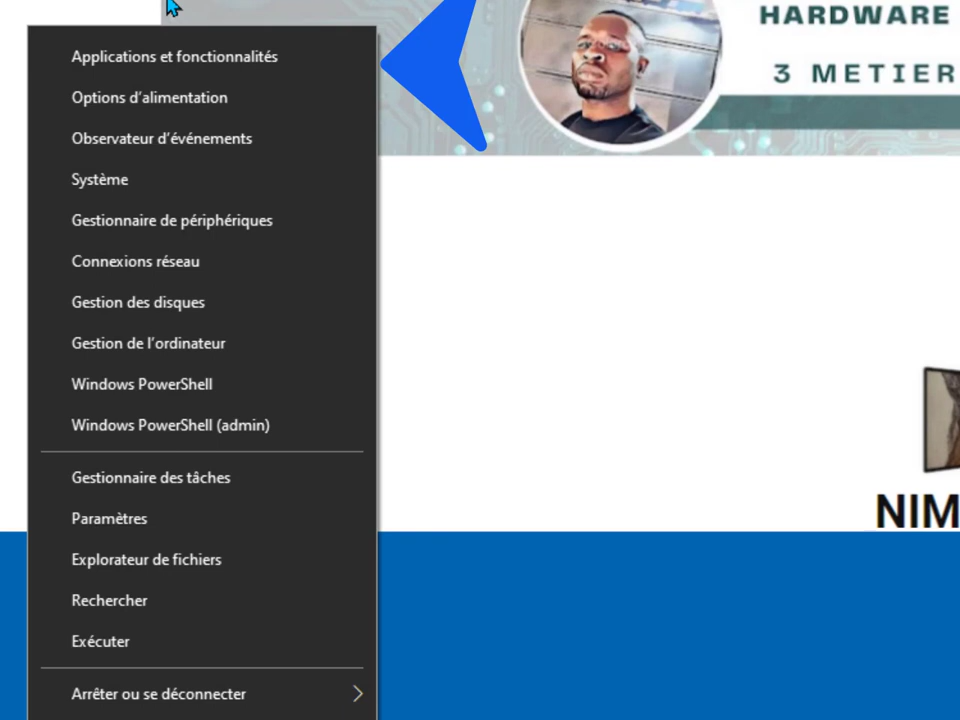 HARDWARE
3 METIER
Applications et fonctionnalités
Options d'alimentation
Observateur d'événements
Système
Gestionnaire de périphériques
Connexions réseau
Gestion des disques
Gestion de l'ordinateur
Windows PowerShell
Windows PowerShell (admin)
Gestionnaire des tâches
Paramètres
Explorateur de fichiers
Rechercher
Exécuter
Arrêter ou se déconnecter
NIM